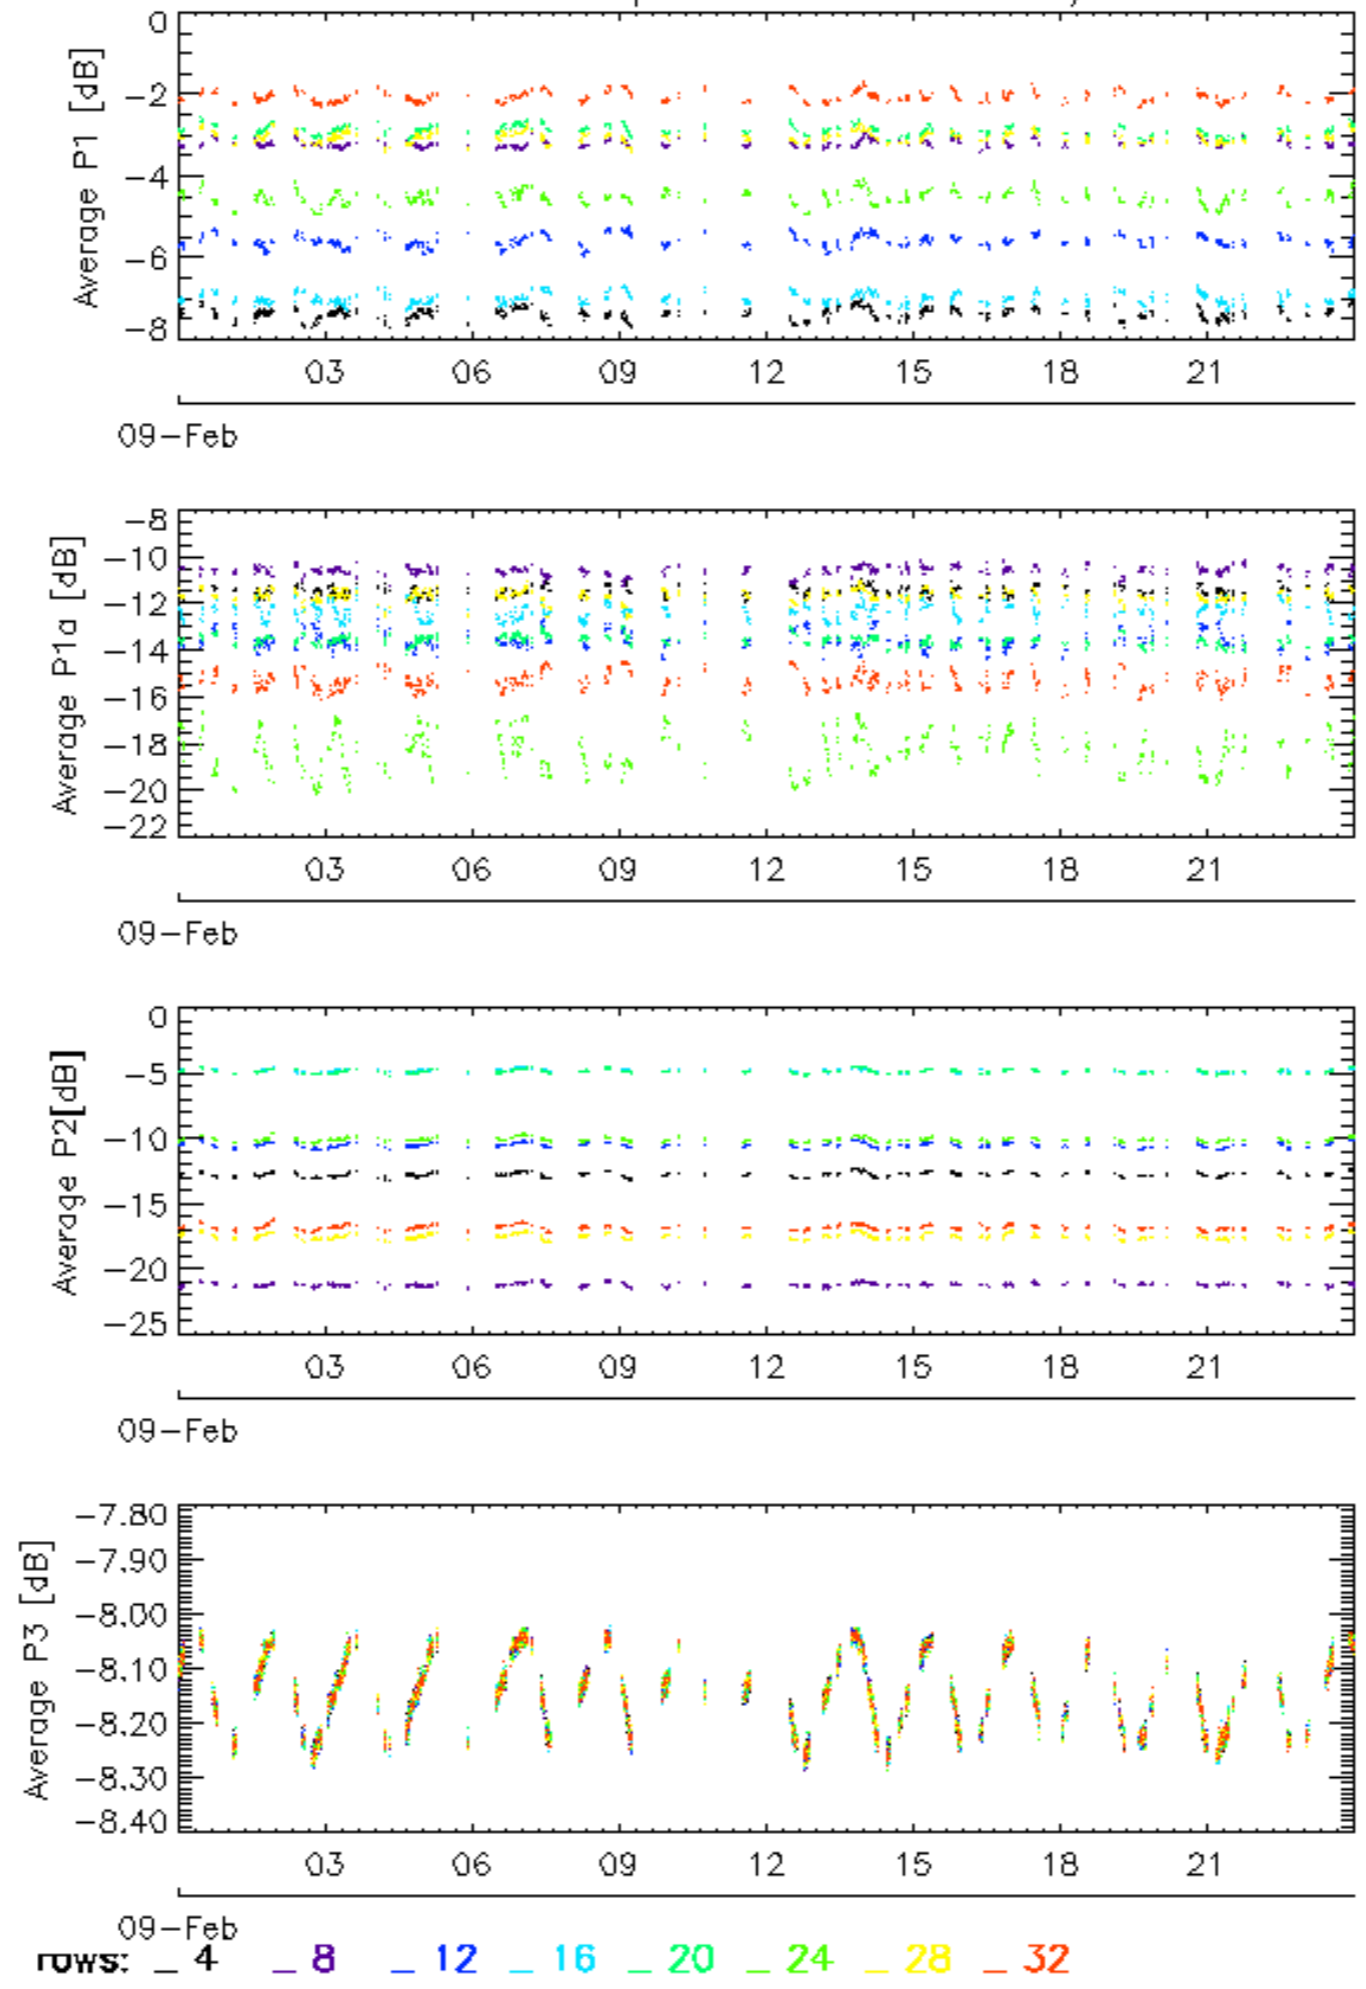 0
-2
-4
-6
-8
Average P1 [dB]
03 06 09 12 15 18 21
09-Feb
-8
-10
-12
-14
-16
-18
-20
-22
Average P1a [dB]
03 06 09 12 15 18 21
09-Feb
0
-5
-10
-15
-20
-25
Average P2[dB]
03 06 09 12 15 18 21
09-Feb
-7.80
-7.90
-8.00
-8.10
-8.20
-8.30
-8.40
Average P3 [dB]
03 06 09 12 15 18 21
09-Feb
rows: _ 4 _ 8 _ 12 _ 16 _ 20 _ 24 _ 28 _ 32